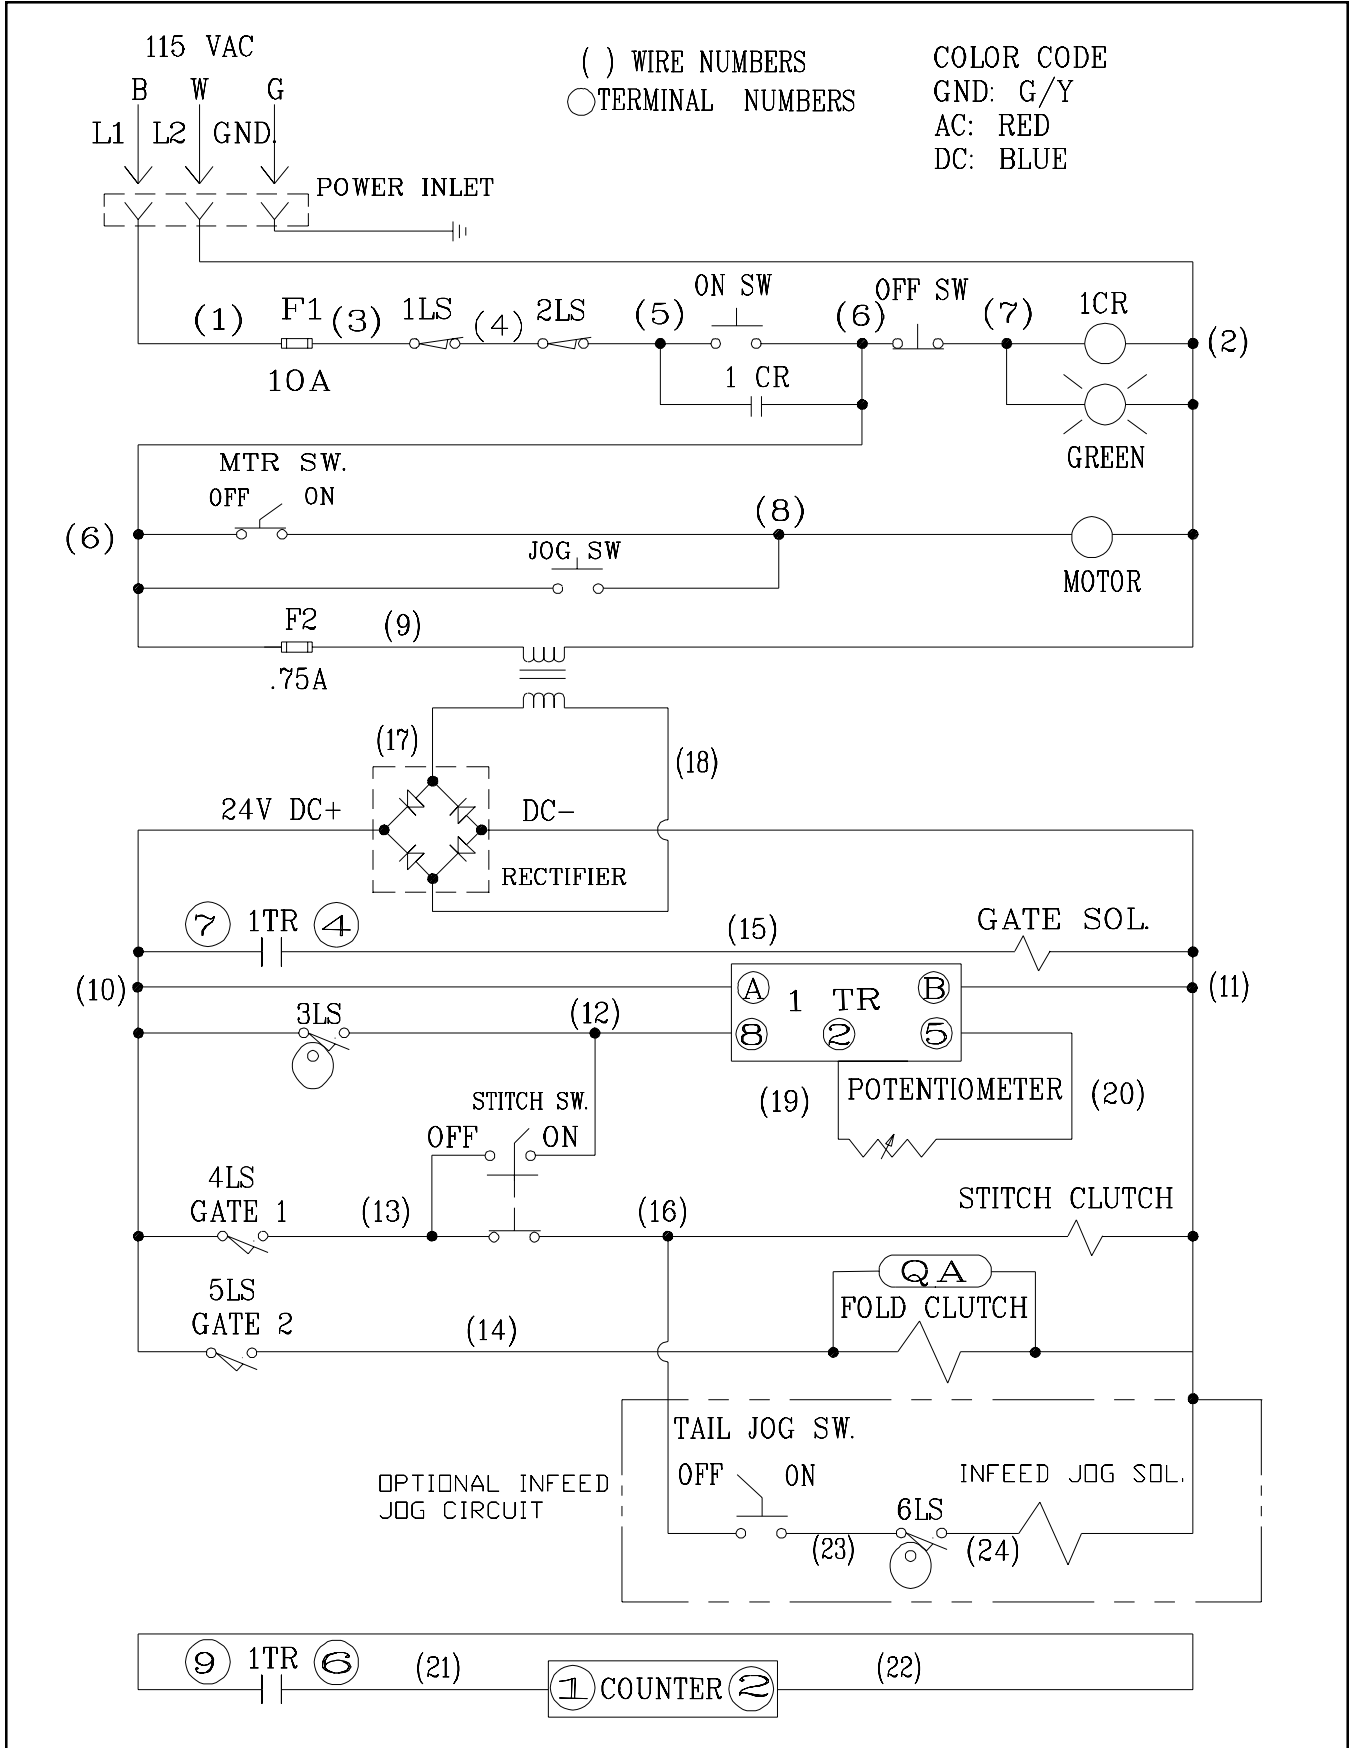 115 VAC
( ) WIRE NUMBERS
COLOR CODE
B W G
TERMINAL NUMBERS
GND: G/Y
L1 L2 GND.
AC: RED
DC: BLUE
POWER INLET
ON SW
OFF SW
(1) F1 (3) 1LS (4) 2LS (5) (6) (7) 1CR (2)
10A
1 CR
GREEN
MTR SW.
OFF ON
(6)
(8)
JOG SW
MOTOR
F2 (9)
.75A
(17)
(18)
24V DC+
DC-
RECTIFIER
7 1TR 4
(15)
GATE SOL.
(10)
A 1 TR B
(11)
3LS
(12)
8 2 5
(19)
POTENTIOMETER
(20)
STITCH SW.
OFF ON
4LS
GATE 1
(13)
(16)
STITCH CLUTCH
QA
5LS
GATE 2
(14)
FOLD CLUTCH
TAIL JOG SW.
OFF ON
INFEED JOG SOL.
OPTIONAL INFEED
JOG CIRCUIT
6LS
(23)
(24)
9 1TR 6
(21)
1 COUNTER 2
(22)